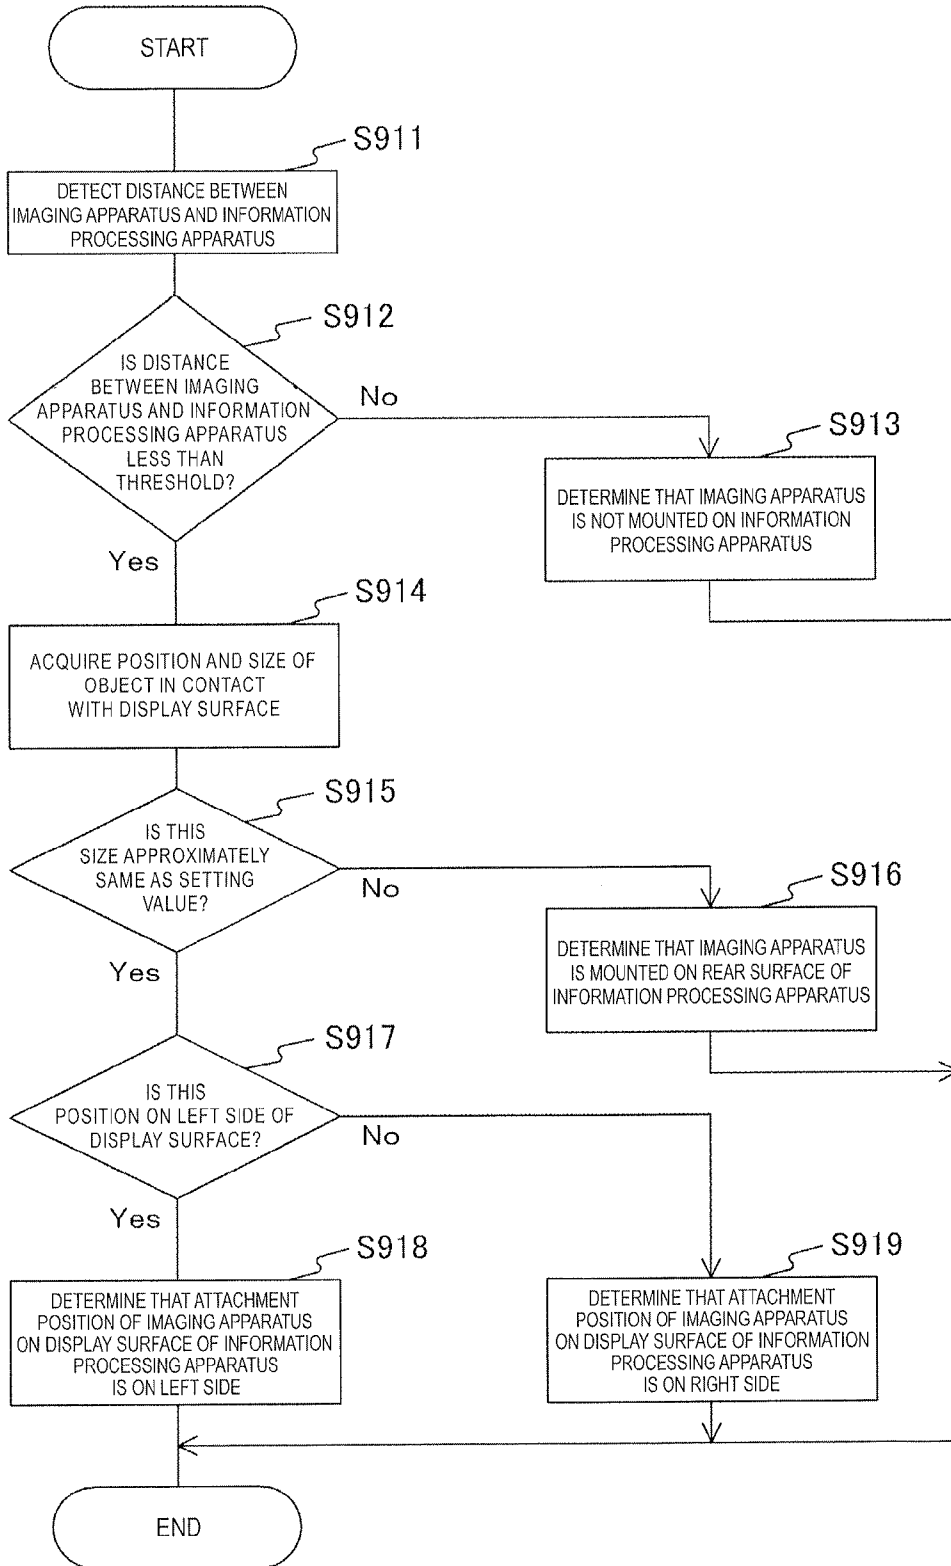 START
S911
DETECT DISTANCE BETWEEN
IMAGING APPARATUS AND INFORMATION
PROCESSING APPARATUS
S912
IS DISTANCE
BETWEEN IMAGING
APPARATUS AND INFORMATION
PROCESSING APPARATUS
LESS THAN
THRESHOLD?
No
S913
DETERMINE THAT IMAGING APPARATUS
IS NOT MOUNTED ON INFORMATION
PROCESSING APPARATUS
Yes
S914
ACQUIRE POSITION AND SIZE OF
OBJECT IN CONTACT
WITH DISPLAY SURFACE
S915
IS THIS
SIZE APPROXIMATELY
SAME AS SETTING
VALUE?
No
S916
DETERMINE THAT IMAGING APPARATUS
IS MOUNTED ON REAR SURFACE OF
INFORMATION PROCESSING APPARATUS
Yes
S917
IS THIS
POSITION ON LEFT SIDE OF
DISPLAY SURFACE?
No
Yes
S918
DETERMINE THAT ATTACHMENT
POSITION OF IMAGING APPARATUS
ON DISPLAY SURFACE OF INFORMATION
PROCESSING APPARATUS
IS ON LEFT SIDE
S919
DETERMINE THAT ATTACHMENT
POSITION OF IMAGING APPARATUS
ON DISPLAY SURFACE OF INFORMATION
PROCESSING APPARATUS
IS ON RIGHT SIDE
END